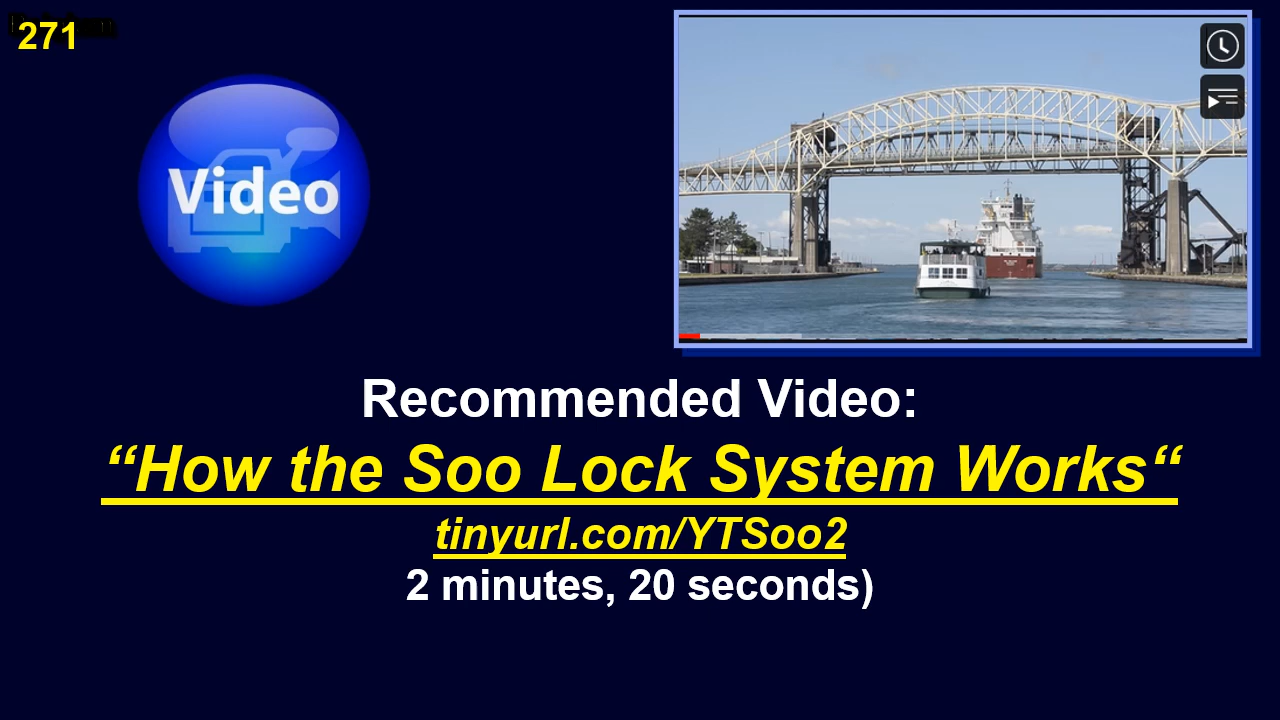 271
Video
Recommended Video:
“How the Soo Lock System Works“
tinyurl.com/YTSoo2
2 minutes, 20 seconds)